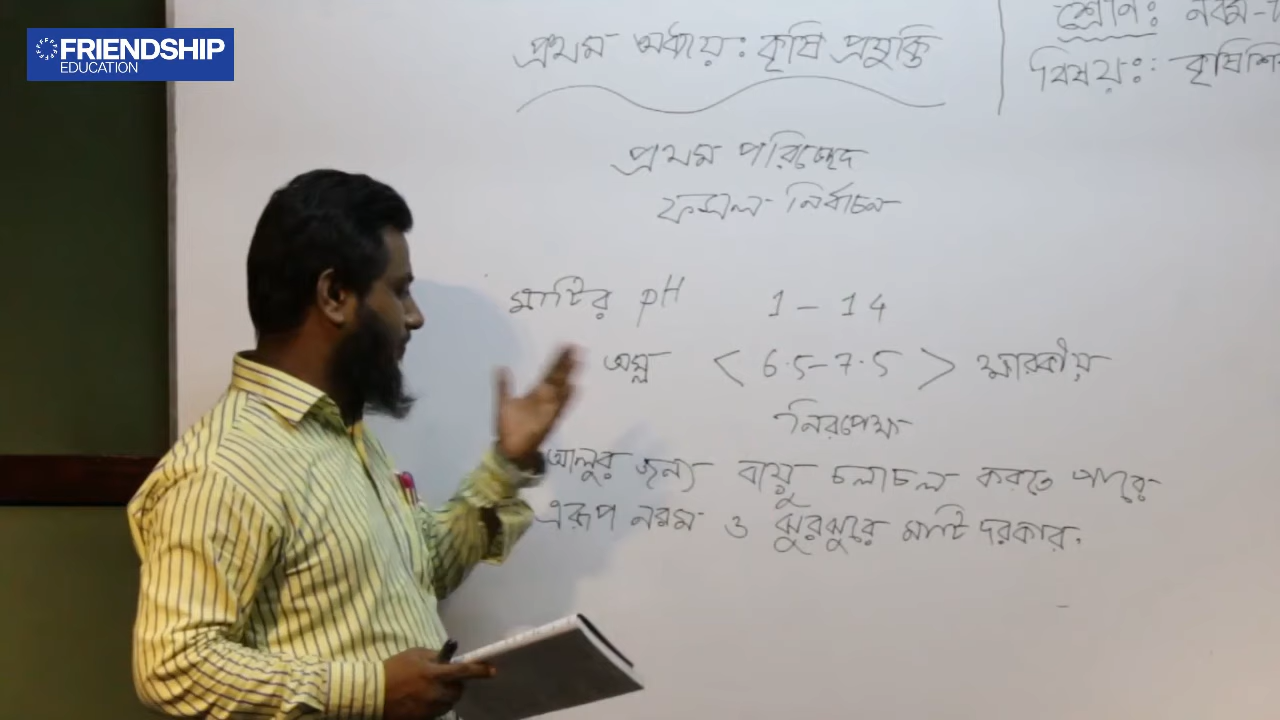 FRIENDSHIP
EDUCATION
প্রথম অধ্যায়ঃ কৃষি প্রযুক্তি
শ্রেণিঃ নবম-
বিষয়ঃ কৃষিশি
প্রথম পরিচ্ছেদ
ফসল নির্বাচন
মাটির pH 1 - 14
অম্ল < 6.5-7.5 > ক্ষারকীয়
নিরপেক্ষ
আলুর জন্য বায়ু চলাচল করতে পারে
এরূপ নরম ও ঝুরঝুরে মাটি দরকার.